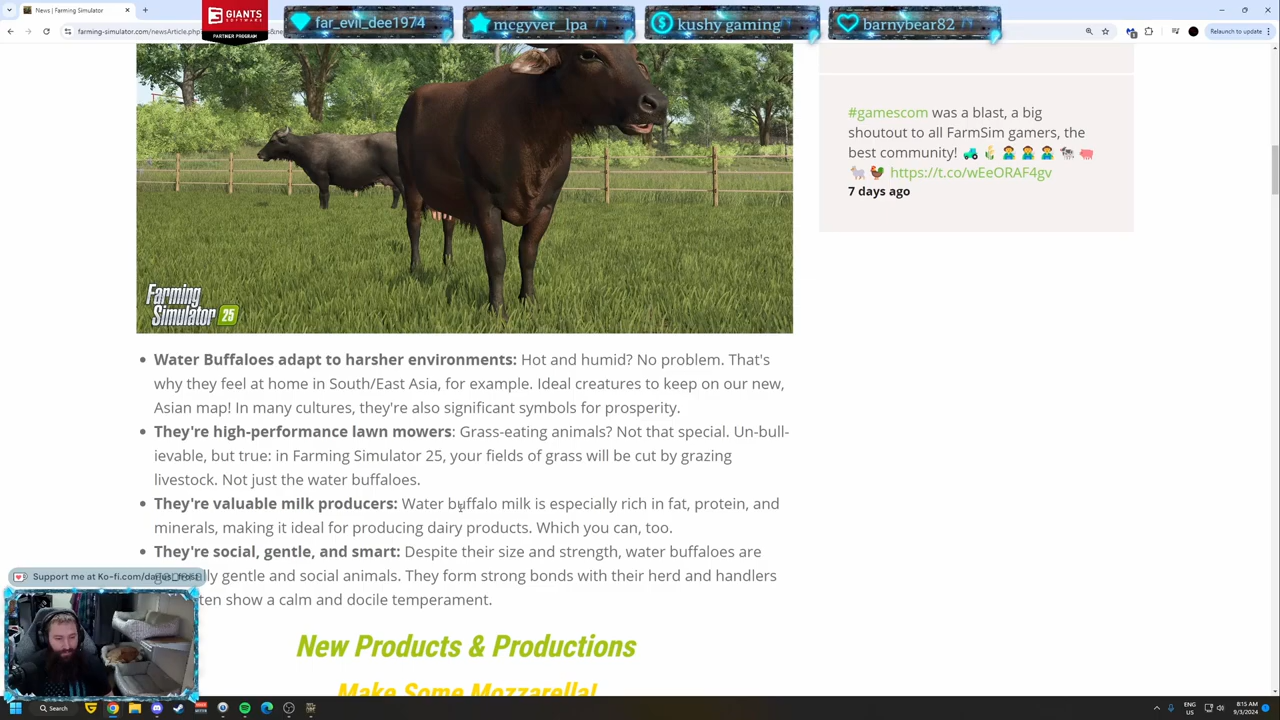 News | Farming Simulator
farming-simulator.com/newsArticle.php
Relaunch to update
GIANTS
SOFTWARE
PARTNER PROGRAM
far_evil_dee1974
mcgyver_lpa
kushy gaming
barnybear82
#gamescom was a blast, a big
shoutout to all FarmSim gamers, the
best community!
https://t.co/wEeORAF4gv
7 days ago
Farming
Simulator 25
Water Buffaloes adapt to harsher environments: Hot and humid? No problem. That's
why they feel at home in South/East Asia, for example. Ideal creatures to keep on our new,
Asian map! In many cultures, they're also significant symbols for prosperity.
They're high-performance lawn mowers: Grass-eating animals? Not that special. Un-bull-
ievable, but true: in Farming Simulator 25, your fields of grass will be cut by grazing
livestock. Not just the water buffaloes.
They're valuable milk producers: Water buffalo milk is especially rich in fat, protein, and
minerals, making it ideal for producing dairy products. Which you can, too.
They're social, gentle, and smart: Despite their size and strength, water buffaloes are
gentle and social animals. They form strong bonds with their herd and handlers
show a calm and docile temperament.
Support me at Ko-fi.com/
New Products & Productions
Make Some Mozzarella!
Search
ENG
US
8:15 AM
9/3/2024